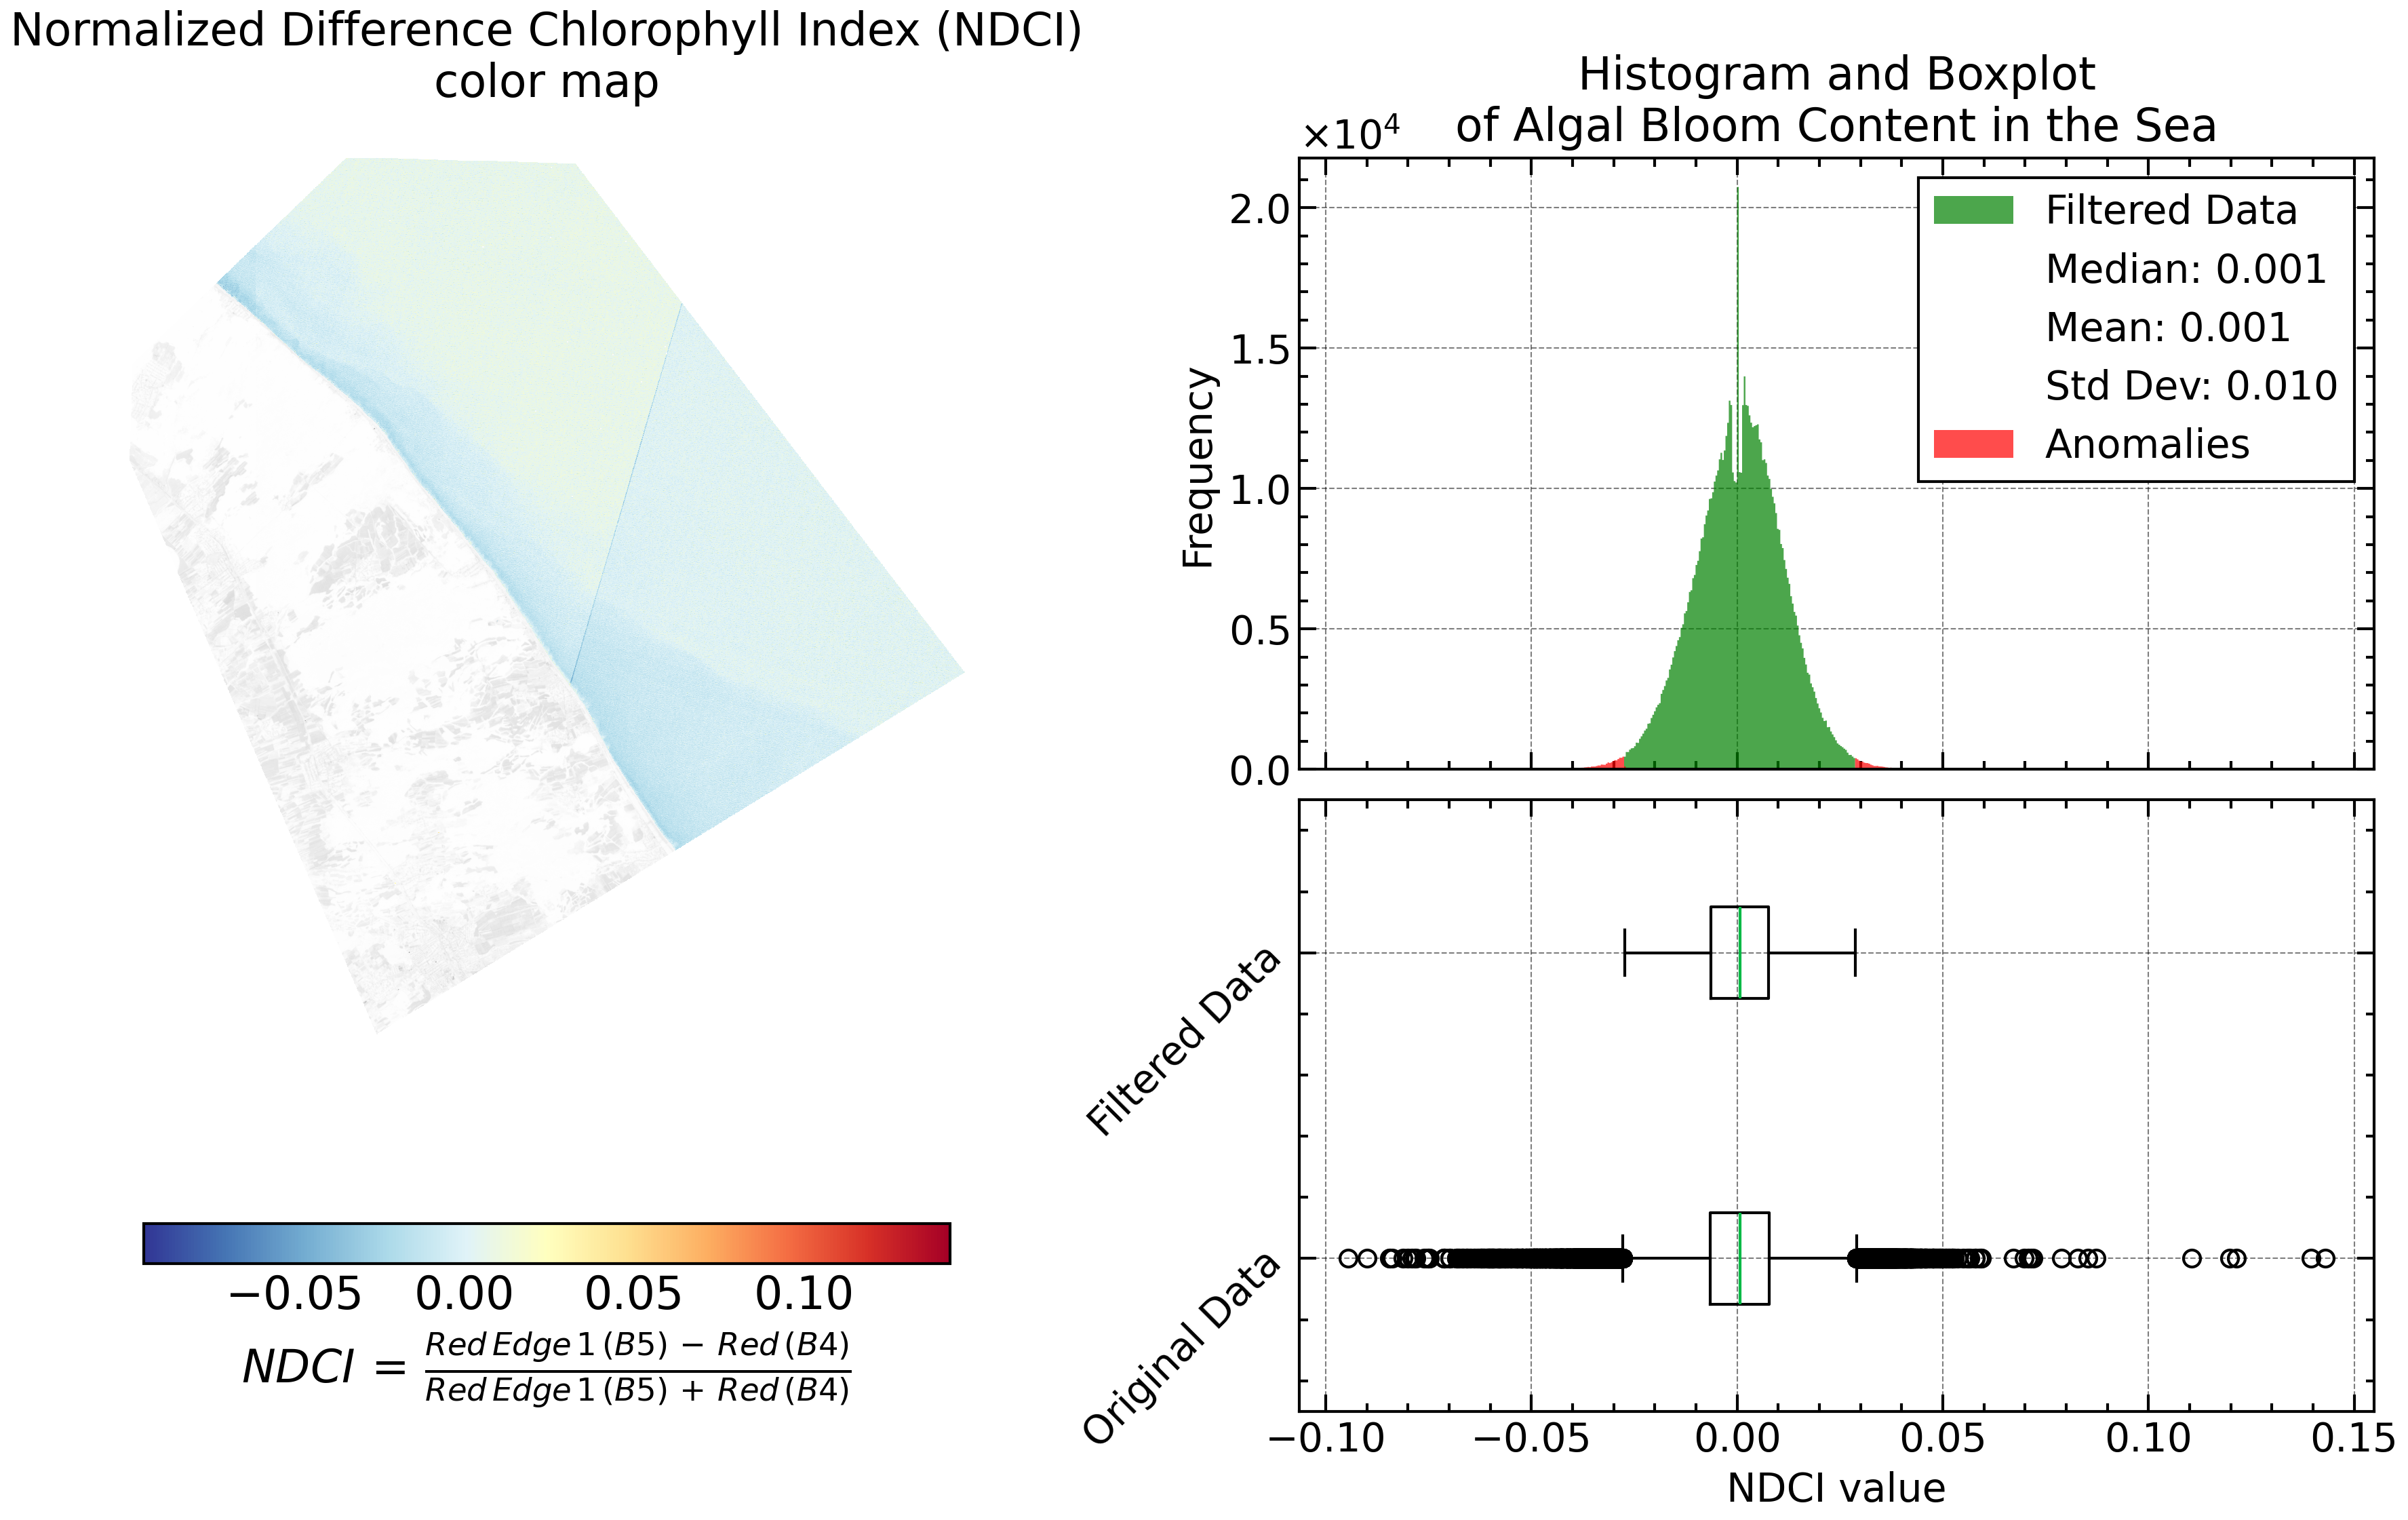 Normalized Difference Chlorophyll Index (NDCI)
color map
−0.05 0.00 0.05 0.10
NDCI = Red Edge 1 (B5) − Red (B4)
Red Edge 1 (B5) + Red (B4)
Histogram and Boxplot
of Algal Bloom Content in the Sea
×10⁴
2.0
1.5
1.0
0.5
0.0
Frequency
Filtered Data
Median: 0.001
Mean: 0.001
Std Dev: 0.010
Anomalies
Filtered Data
Original Data
−0.10 −0.05 0.00 0.05 0.10 0.15
NDCI value